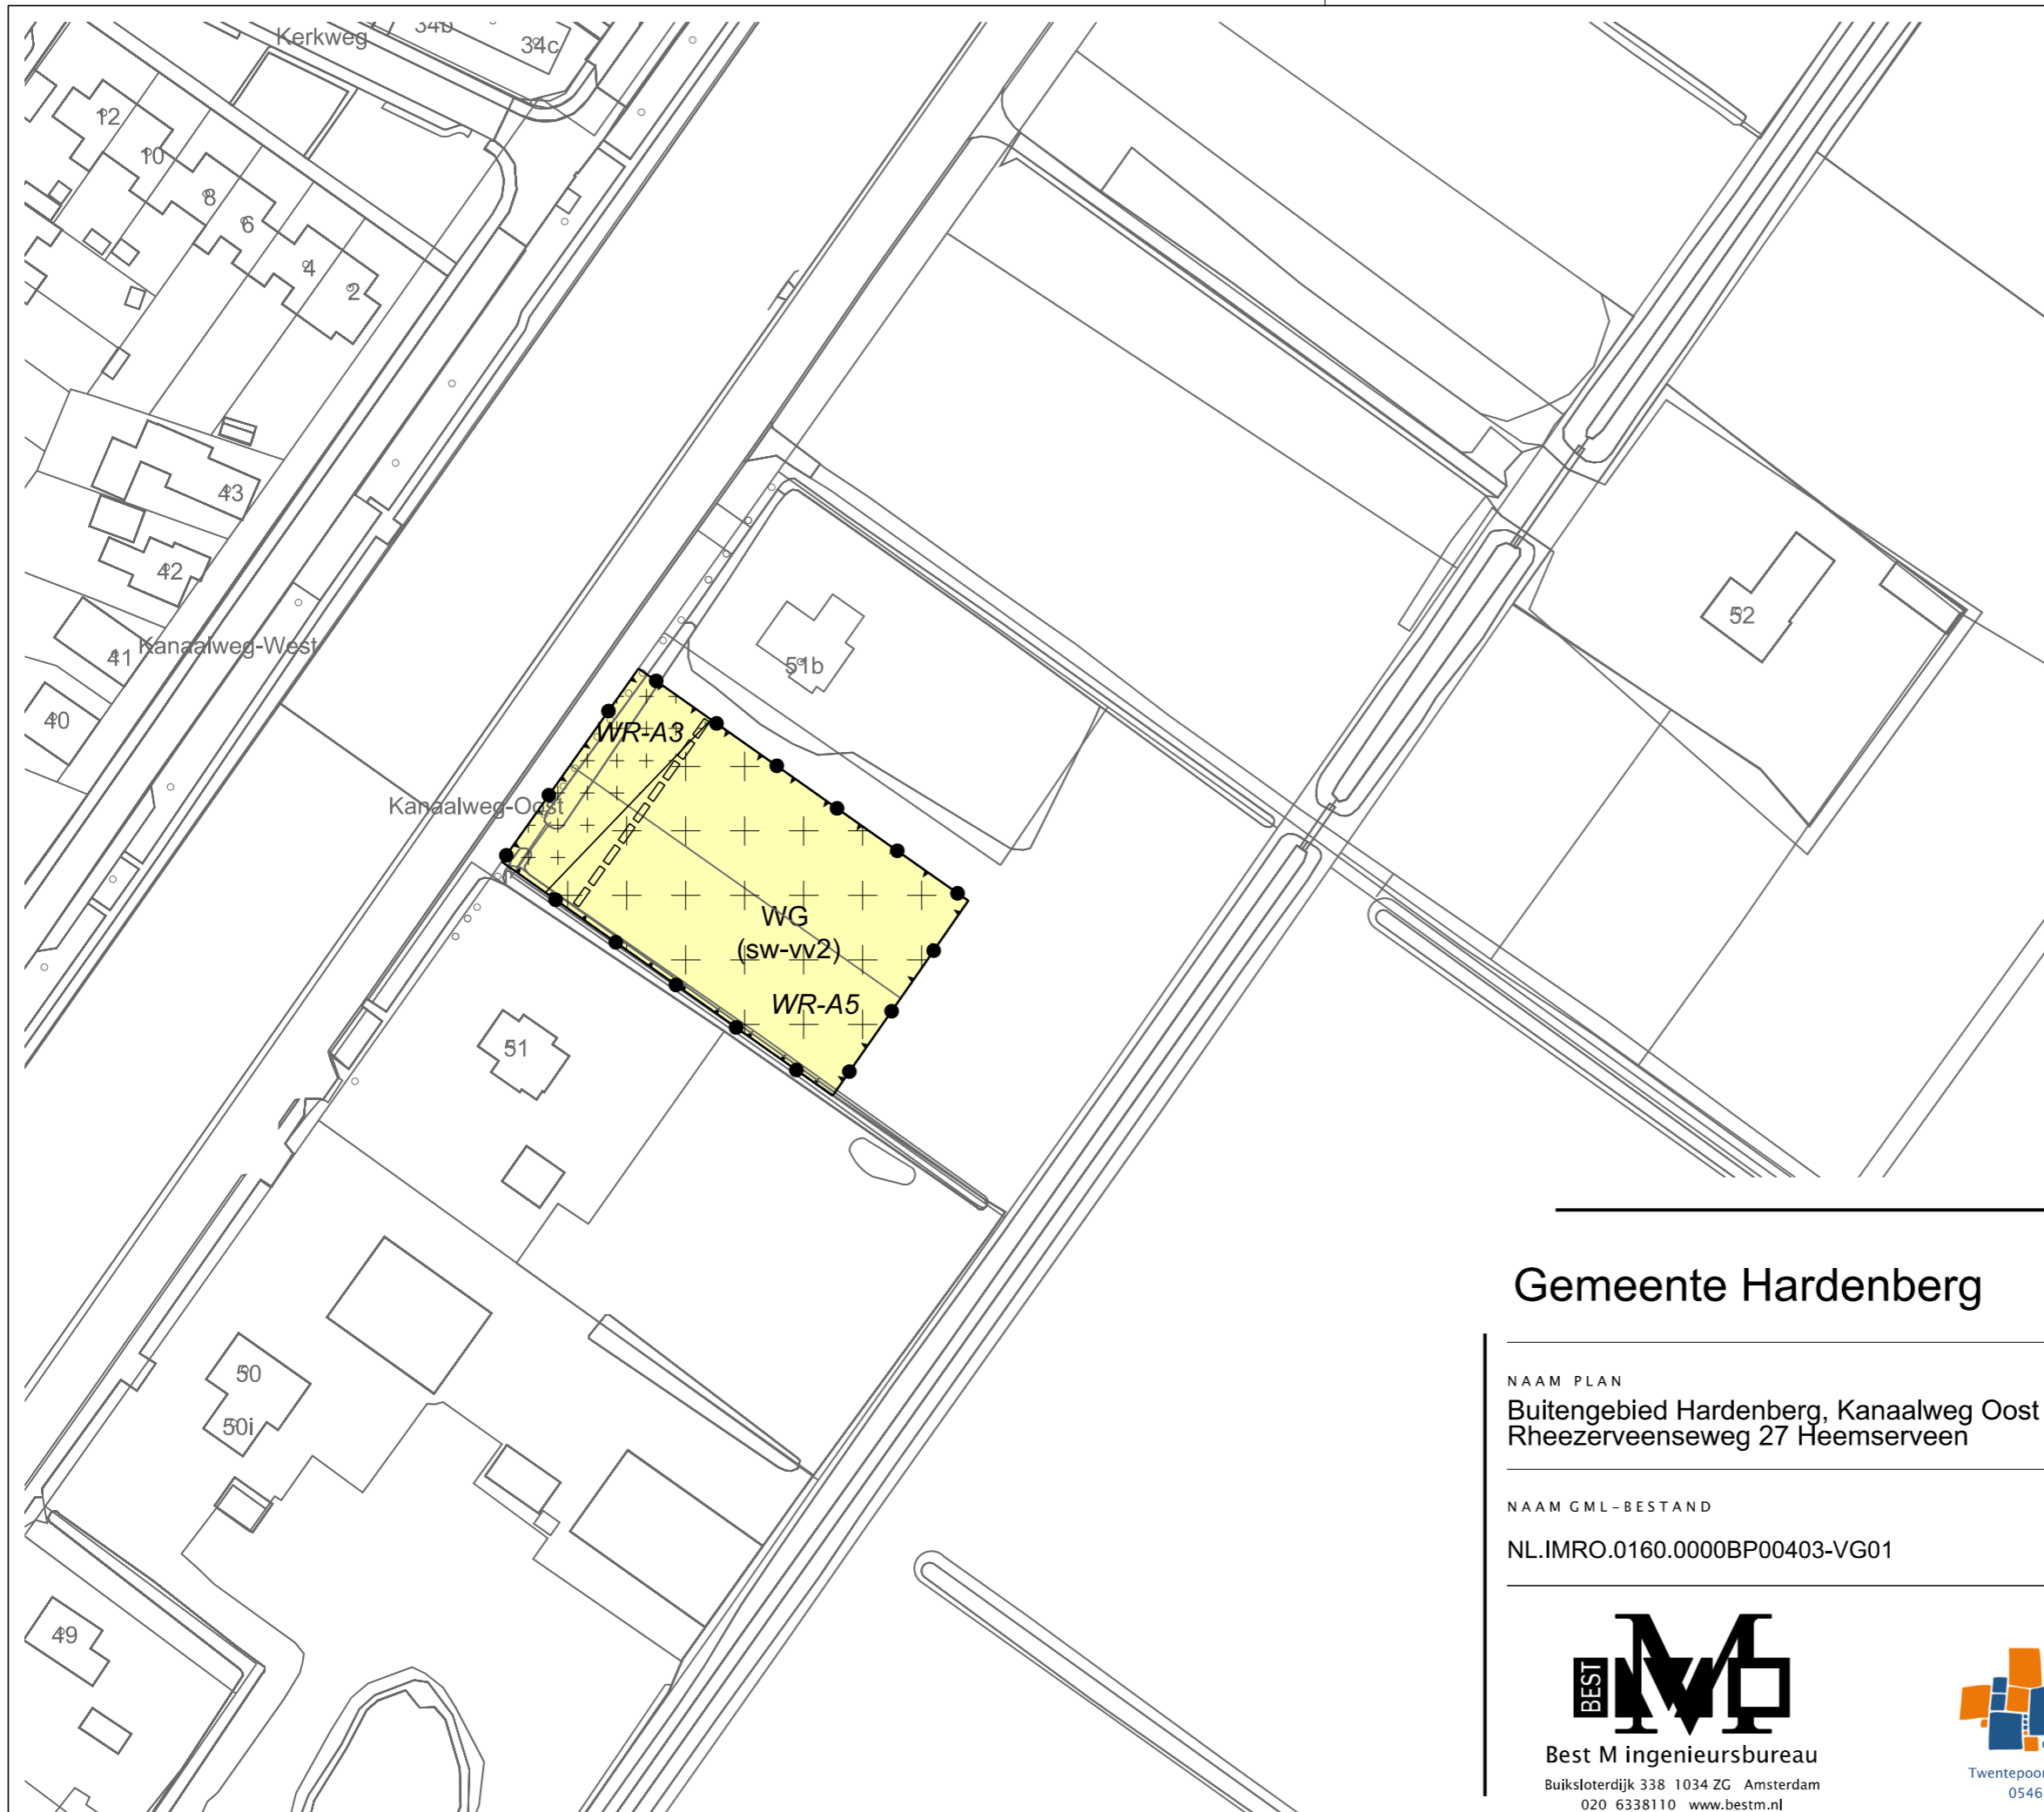 Kerkweg
34b
34c
12
10
8
6
4
2
43
42
41
Kanaalweg-West
40
51b
52
WR-A3
Kanaalweg-Oost
WG
(sw-vv2)
WR-A5
51
50
50i
49
Gemeente Hardenberg
NAAM PLAN
Buitengebied Hardenberg, Kanaalweg Oost
Rheezerveenseweg 27 Heemserveen
NAAM GML-BESTAND
NL.IMRO.0160.0000BP00403-VG01
BEST
M
Best M ingenieursbureau
Buiksloterdijk 338 1034 ZG Amsterdam
020 6338110 www.bestm.nl
0546